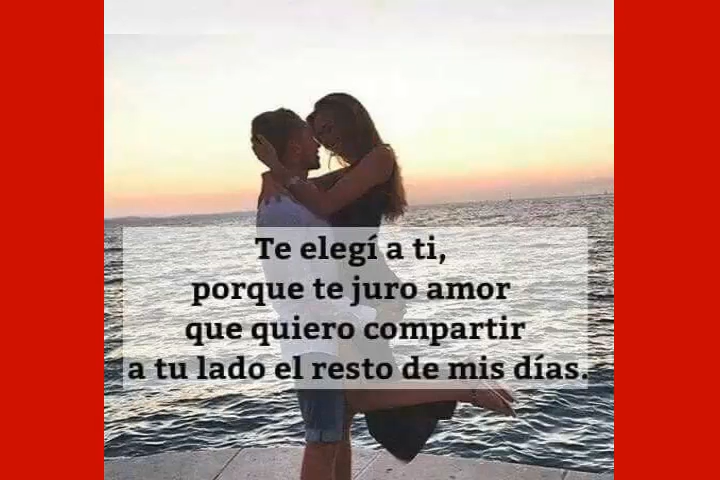 Te elegí a ti,
porque te juro amor
que quiero compartir
a tu lado el resto de mis días.